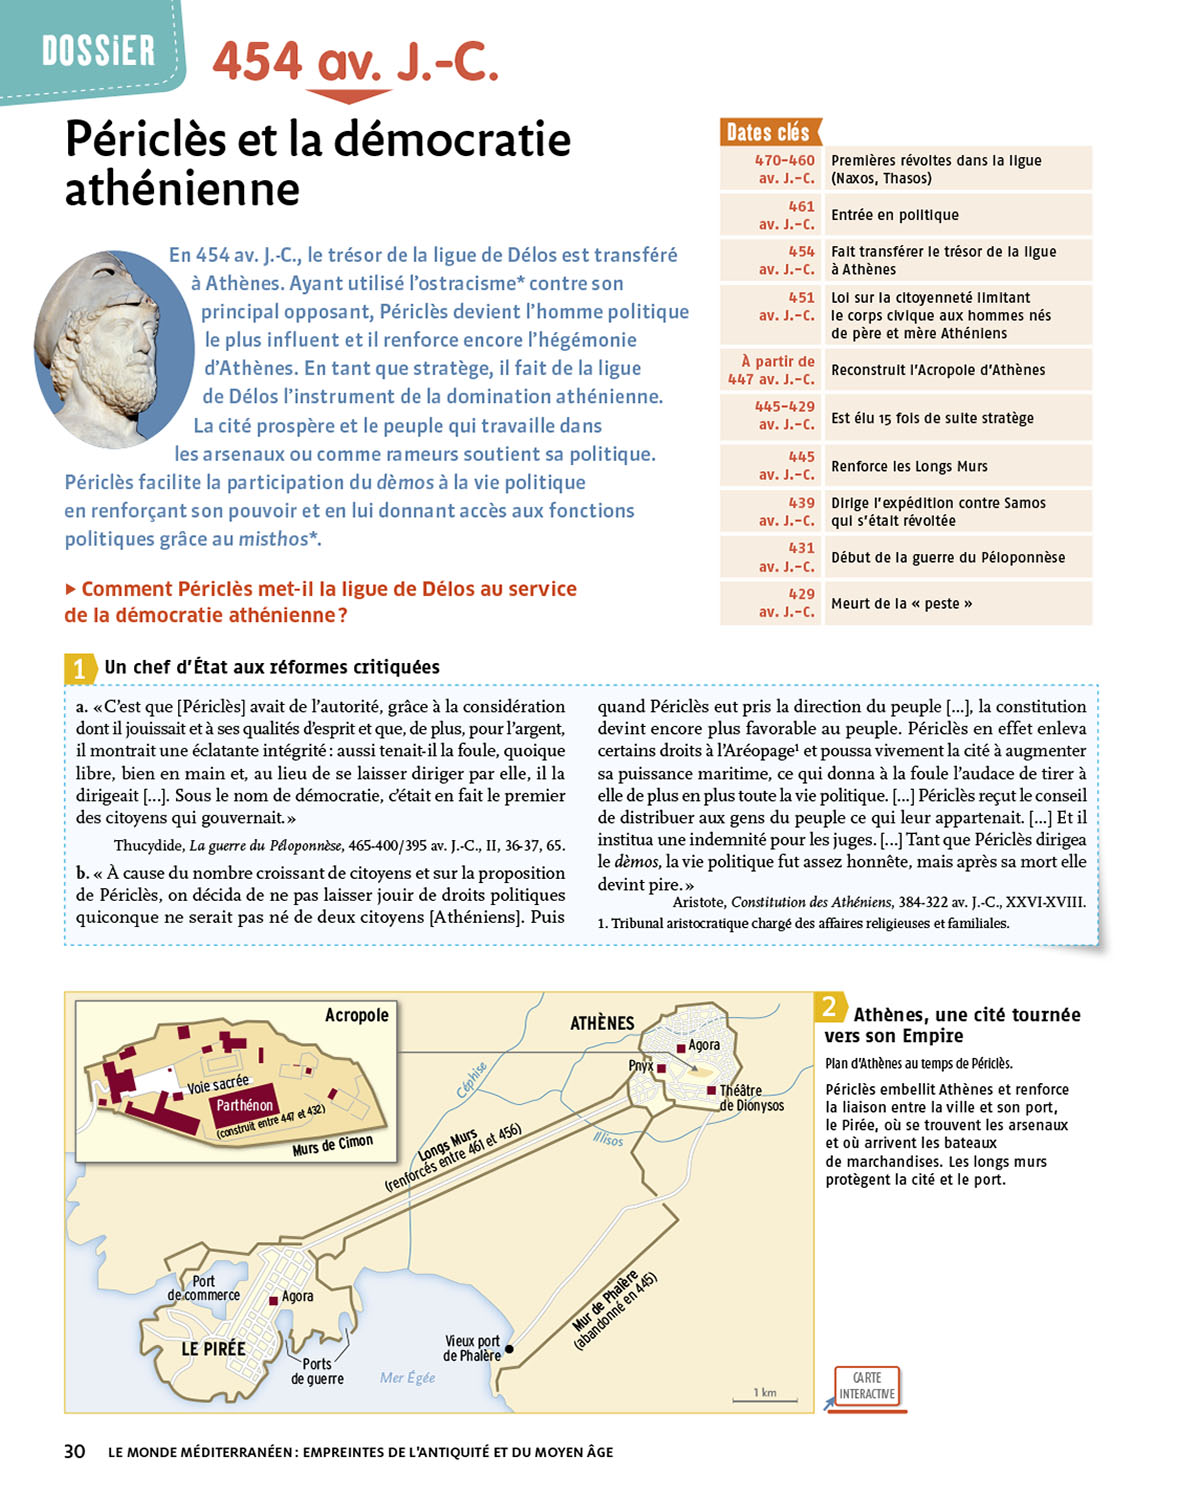 DOSSiER
454 av. J.-C.
Périclès et la démocratie
athénienne
En 454 av. J.-C., le trésor de la ligue de Délos est transféré
à Athènes. Ayant utilisé l'ostracisme* contre son
principal opposant, Périclès devient l'homme politique
le plus influent et il renforce encore l'hégémonie
d'Athènes. En tant que stratège, il fait de la ligue
de Délos l'instrument de la domination athénienne.
La cité prospère et le peuple qui travaille dans
les arsenaux ou comme rameurs soutient sa politique.
Périclès facilite la participation du dèmos à la vie politique
en renforçant son pouvoir et en lui donnant accès aux fonctions
politiques grâce au misthos*.
▶ Comment Périclès met-il la ligue de Délos au service
de la démocratie athénienne ?
Dates clés
470-460
av. J.-C.
Premières révoltes dans la ligue
(Naxos, Thasos)
461
av. J.-C.
Entrée en politique
454
av. J.-C.
Fait transférer le trésor de la ligue
à Athènes
451
av. J.-C.
Loi sur la citoyenneté limitant
le corps civique aux hommes nés
de père et mère Athéniens
À partir de
447 av. J.-C.
Reconstruit l'Acropole d'Athènes
445-429
av. J.-C.
Est élu 15 fois de suite stratège
445
av. J.-C.
Renforce les Longs Murs
439
av. J.-C.
Dirige l'expédition contre Samos
qui s'était révoltée
431
av. J.-C.
Début de la guerre du Péloponnèse
429
av. J.-C.
Meurt de la « peste »
1 Un chef d'État aux réformes critiquées
a. « C'est que [Périclès] avait de l'autorité, grâce à la considération
dont il jouissait et à ses qualités d'esprit et que, de plus, pour l'argent,
il montrait une éclatante intégrité : aussi tenait-il la foule, quoique
libre, bien en main et, au lieu de se laisser diriger par elle, il la
dirigeait [...]. Sous le nom de démocratie, c'était en fait le premier
des citoyens qui gouvernait. »
Thucydide, La guerre du Péloponnèse, 465-400/395 av. J.-C., II, 36-37, 65.
b. « À cause du nombre croissant de citoyens et sur la proposition
de Périclès, on décida de ne pas laisser jouir de droits politiques
quiconque ne serait pas né de deux citoyens [Athéniens]. Puis
quand Périclès eut pris la direction du peuple [...], la constitution
devint encore plus favorable au peuple. Périclès en effet enleva
certains droits à l'Aréopage¹ et poussa vivement la cité à augmenter
sa puissance maritime, ce qui donna à la foule l'audace de tirer à
elle de plus en plus toute la vie politique. [...] Périclès reçut le conseil
de distribuer aux gens du peuple ce qui leur appartenait. [...] Et il
institua une indemnité pour les juges. [...] Tant que Périclès dirigea
le dèmos, la vie politique fut assez honnête, mais après sa mort elle
devint pire. »
Aristote, Constitution des Athéniens, 384-322 av. J.-C., XXVI-XVIII.
1. Tribunal aristocratique chargé des affaires religieuses et familiales.
Acropole
Voie sacrée
Parthénon
(construit entre 447 et 432)
Murs de Cimon
ATHÈNES
Agora
Pnyx
Théâtre
de Dionysos
Céphise
Illisos
Longs Murs
(renforcés entre 461 et 456)
Port
de commerce
Agora
LE PIRÉE
Ports
de guerre
Mer Égée
Vieux port
de Phalère
Mur de Phalère
(abandonné en 445)
1 km
2 Athènes, une cité tournée
vers son Empire
Plan d'Athènes au temps de Périclès.
Périclès embellit Athènes et renforce
la liaison entre la ville et son port,
le Pirée, où se trouvent les arsenaux
et où arrivent les bateaux
de marchandises. Les longs murs
protègent la cité et le port.
CARTE
INTERACTIVE
30 LE MONDE MÉDITERRANÉEN : EMPREINTES DE L'ANTIQUITÉ ET DU MOYEN ÂGE